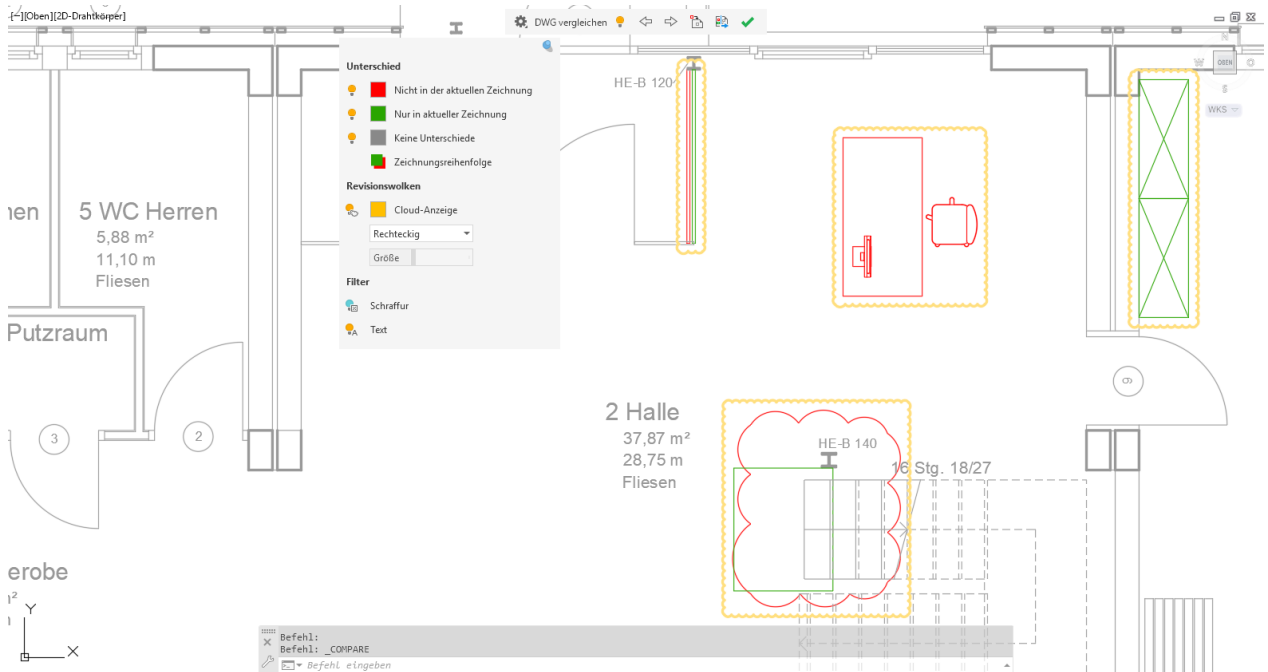 [−][Oben][2D-Drahtkörper]
DWG vergleichen
N
W
OBEN
O
S
WKS
Unterschied
Nicht in der aktuellen Zeichnung
Nur in aktueller Zeichnung
Keine Unterschiede
Zeichnungsreihenfolge
Revisionswolken
Cloud-Anzeige
Rechteckig
Größe
Filter
Schraffur
A Text
HE-B 120
nen
5 WC Herren
5,88 m²
11,10 m
Fliesen
Putzraum
3
2
9
2 Halle
37,87 m²
28,75 m
Fliesen
HE-B 140
16 Stg. 18/27
erobe
Y
X
Befehl:
Befehl: _COMPARE
Befehl eingeben